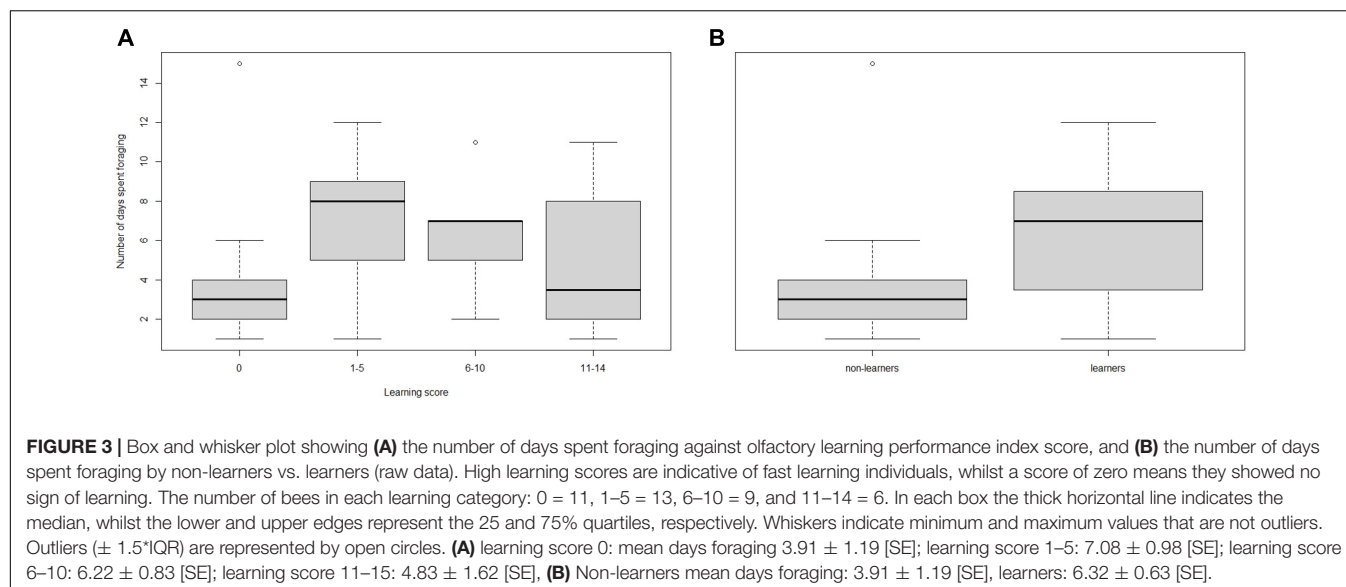 A
B
Number of days spent foraging
14
12
10
8
6
4
2
0
1-5
6-10
11-14
Learning score
non-learners
learners
FIGURE 3 | Box and whisker plot showing (A) the number of days spent foraging against olfactory learning performance index score, and (B) the number of days
spent foraging by non-learners vs. learners (raw data). High learning scores are indicative of fast learning individuals, whilst a score of zero means they showed no
sign of learning. The number of bees in each learning category: 0 = 11, 1–5 = 13, 6–10 = 9, and 11–14 = 6. In each box the thick horizontal line indicates the
median, whilst the lower and upper edges represent the 25 and 75% quartiles, respectively. Whiskers indicate minimum and maximum values that are not outliers.
Outliers (± 1.5*IQR) are represented by open circles. (A) learning score 0: mean days foraging 3.91 ± 1.19 [SE]; learning score 1–5: 7.08 ± 0.98 [SE]; learning score
6–10: 6.22 ± 0.83 [SE]; learning score 11–15: 4.83 ± 1.62 [SE], (B) Non-learners mean days foraging: 3.91 ± 1.19 [SE], learners: 6.32 ± 0.63 [SE].